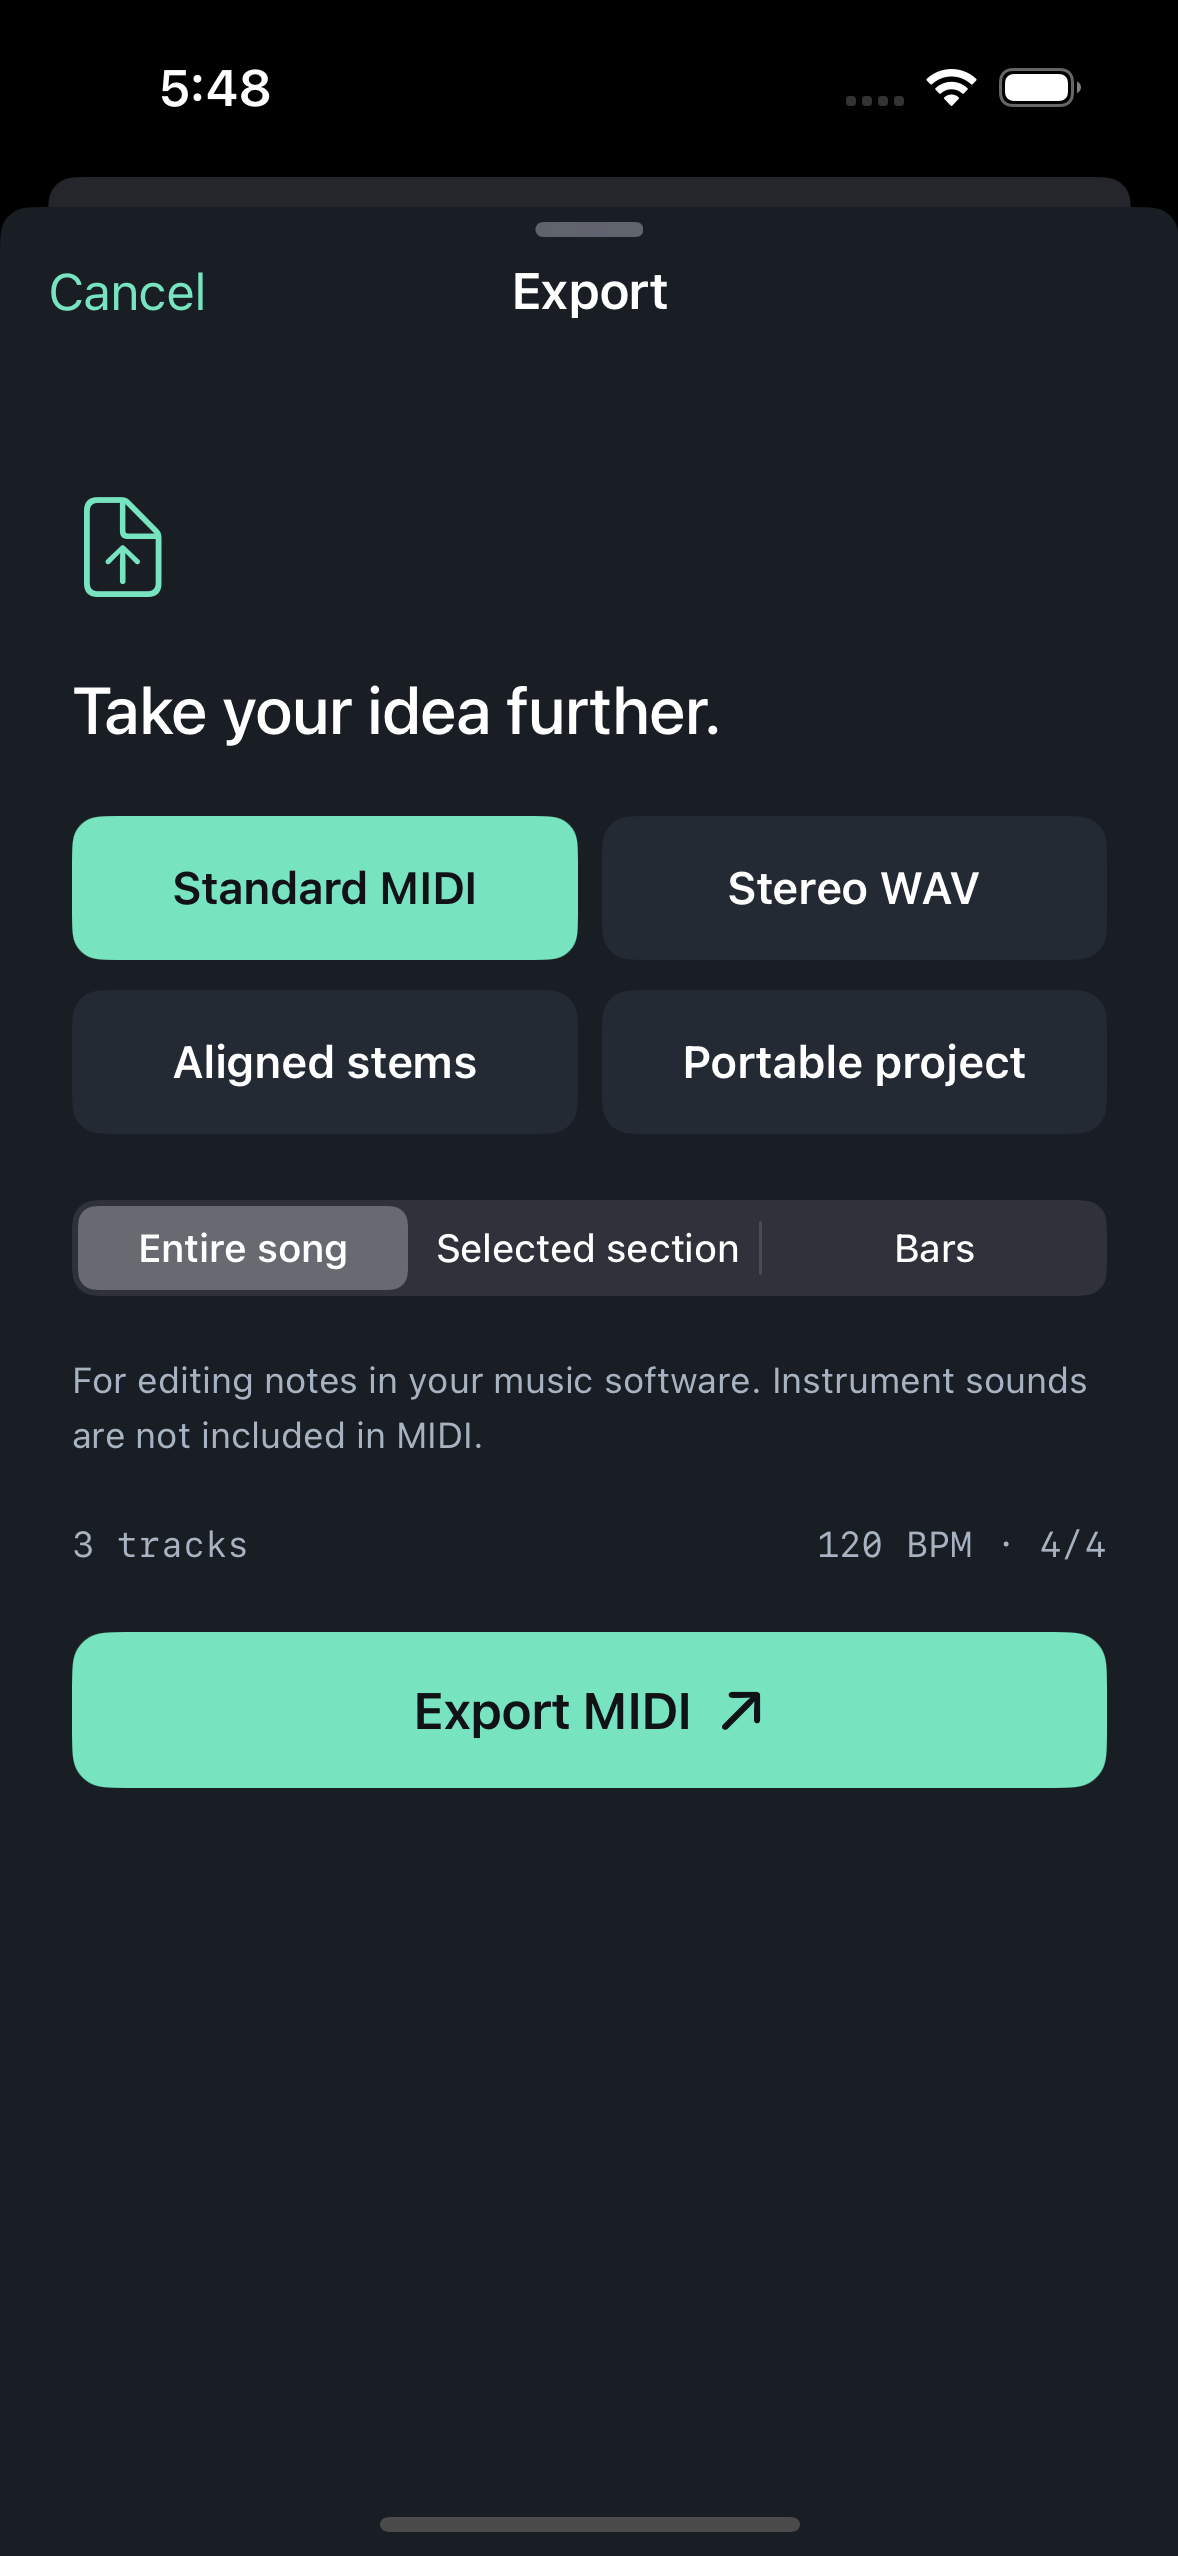 5:48
Cancel
Export
Take your idea further.
Standard MIDI
Stereo WAV
Aligned stems
Portable project
Entire song
Selected section
Bars
For editing notes in your music software. Instrument sounds
are not included in MIDI.
3 tracks
120 BPM · 4/4
Export MIDI